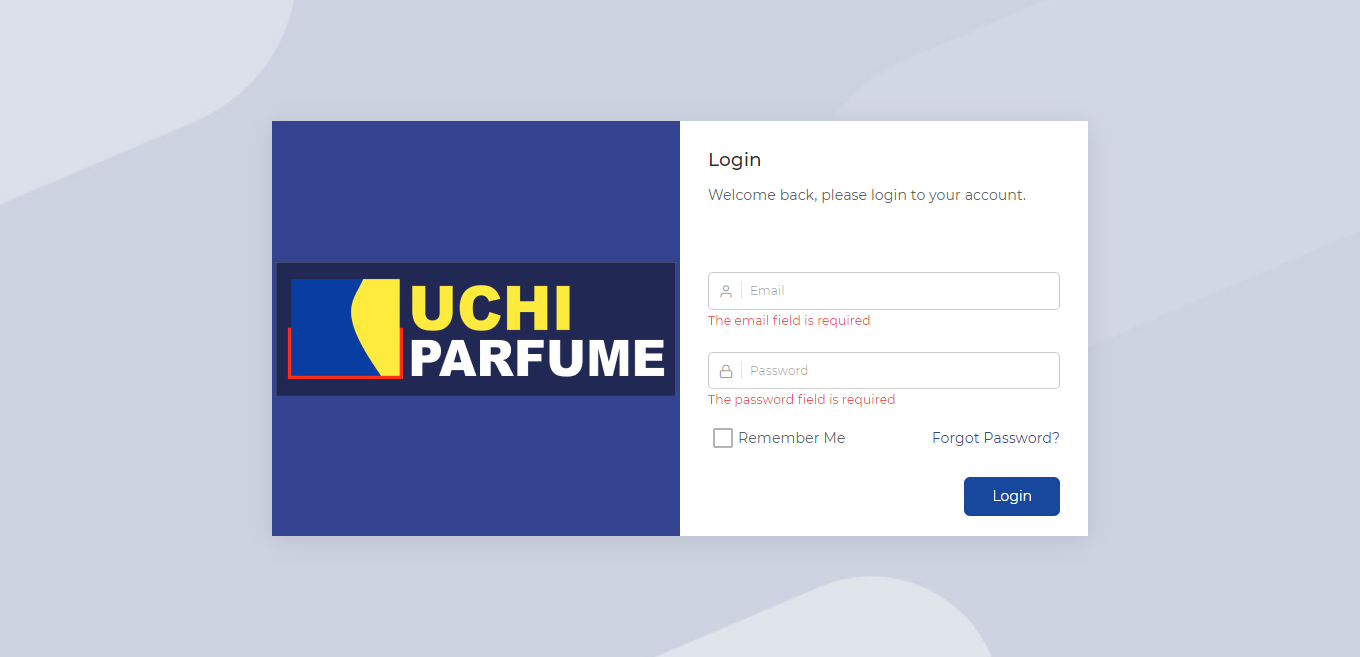 UCHI
PARFUME
Login
Welcome back, please login to your account.
Email
The email field is required
Password
The password field is required
Remember Me
Forgot Password?
Login